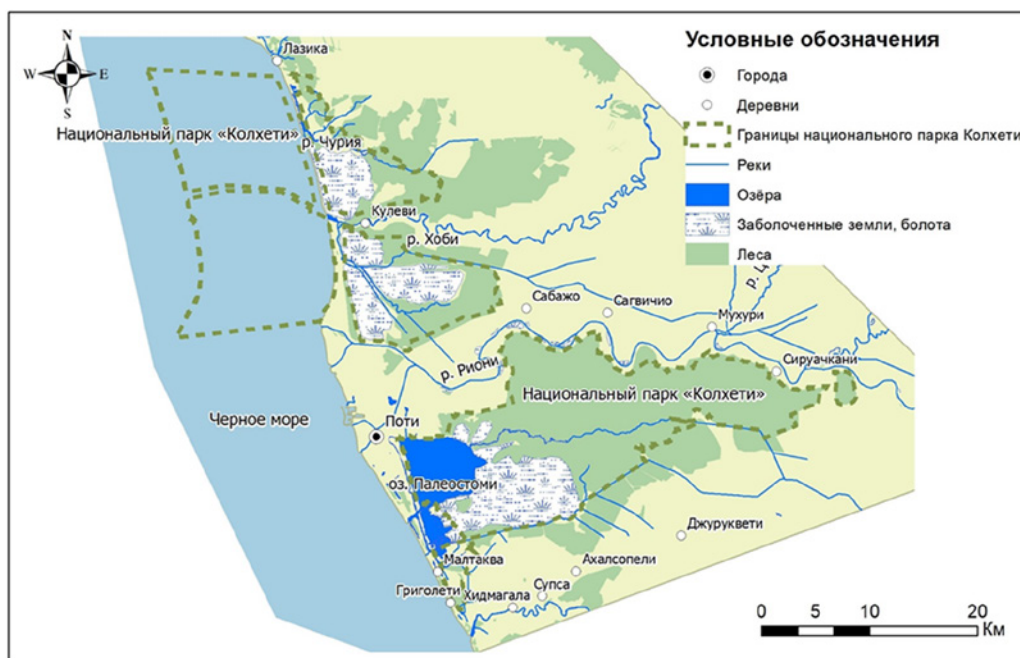 N
W E
S
Лазика
Национальный парк «Колхети»
р. Чурия
Кулеви
р. Хоби
Сабажо
Сагвичио
Мухури
р. Ц
Сируачкани
р. Риони
Национальный парк «Колхети»
Черное море
Поти
оз. Палеостоми
Джуруквети
Малтаква
Ахалсопели
Григолети
Хидмагала
Супса
Условные обозначения
Города
Деревни
Границы национального парка Колхети
Реки
Озёра
Заболоченные земли, болота
Леса
0 5 10 20
Км